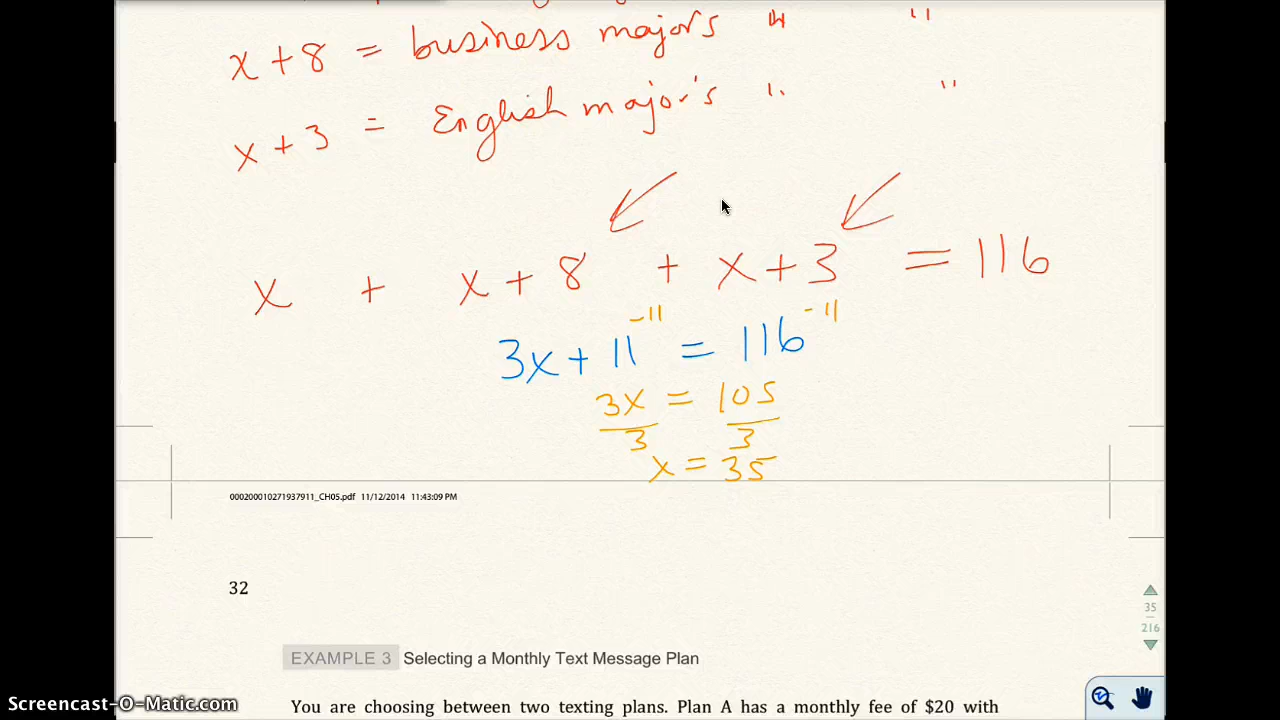 x + 8 = business majors " "
x + 3 = English major's " "
x + x + 8 + x + 3 = 116
3x + 11 -11 = 116 -11
3x = 105
3 3
x = 35
000200010271937911_CH05.pdf 11/12/2014 11:43:09 PM
32
35
216
EXAMPLE 3 Selecting a Monthly Text Message Plan
You are choosing between two texting plans. Plan A has a monthly fee of $20 with
Screencast-O-Matic.com